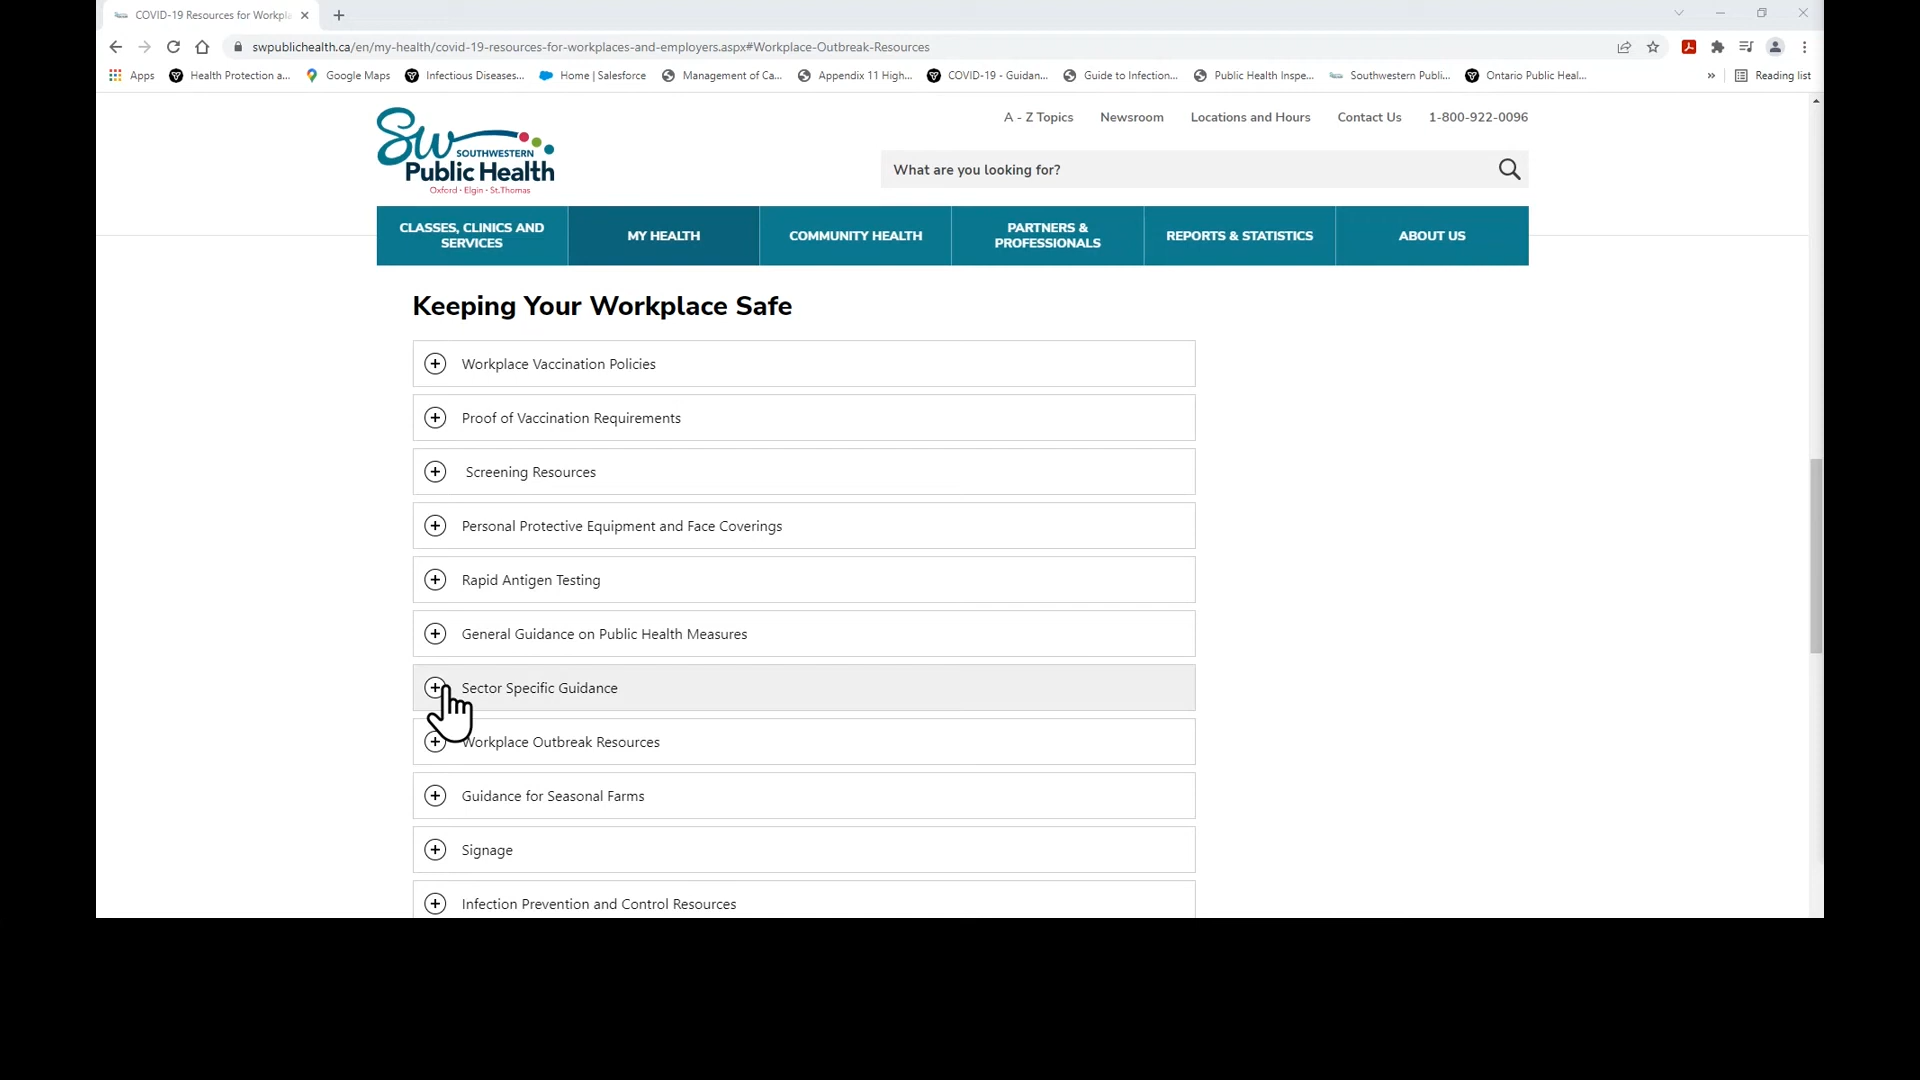 COVID-19 Resources for Workpla
swpublichealth.ca/en/my-health/covid-19-resources-for-workplaces-and-employers.aspx#Workplace-Outbreak-Resources
Apps Health Protection a... Google Maps Infectious Diseases... Home | Salesforce Management of Ca... Appendix 11 High... COVID-19 - Guidan... Guide to Infection... Public Health Inspe... Southwestern Publi... Ontario Public Heal... » Reading list
A - Z Topics Newsroom Locations and Hours Contact Us 1-800-922-0096
SW SOUTHWESTERN
Public Health
Oxford • Elgin • St.Thomas
What are you looking for?
CLASSES, CLINICS AND SERVICES MY HEALTH COMMUNITY HEALTH PARTNERS & PROFESSIONALS REPORTS & STATISTICS ABOUT US
Keeping Your Workplace Safe
Workplace Vaccination Policies
Proof of Vaccination Requirements
Screening Resources
Personal Protective Equipment and Face Coverings
Rapid Antigen Testing
General Guidance on Public Health Measures
Sector Specific Guidance
Workplace Outbreak Resources
Guidance for Seasonal Farms
Signage
Infection Prevention and Control Resources